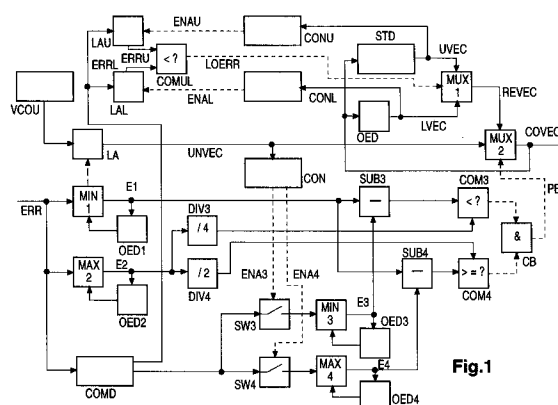 ENAU
LAU
CONU
STD
UVEC
ERRU
ERRL
< ?
LOERR
COMUL
MUX
1
REVEC
VCOU
LAL
ENAL
CONL
OED
LVEC
COVEC
MUX
2
LA
UNVEC
CON
SUB3
COM3
ERR
MIN
1
E1
—
< ?
OED1
DIV3
/ 4
SUB4
&
CB
MAX
2
E2
DIV4
/ 2
ENA3
ENA4
—
> = ?
COM4
OED2
SW3
MIN
3
E3
OED3
COMD
SW4
MAX
4
E4
OED4
Fig.1